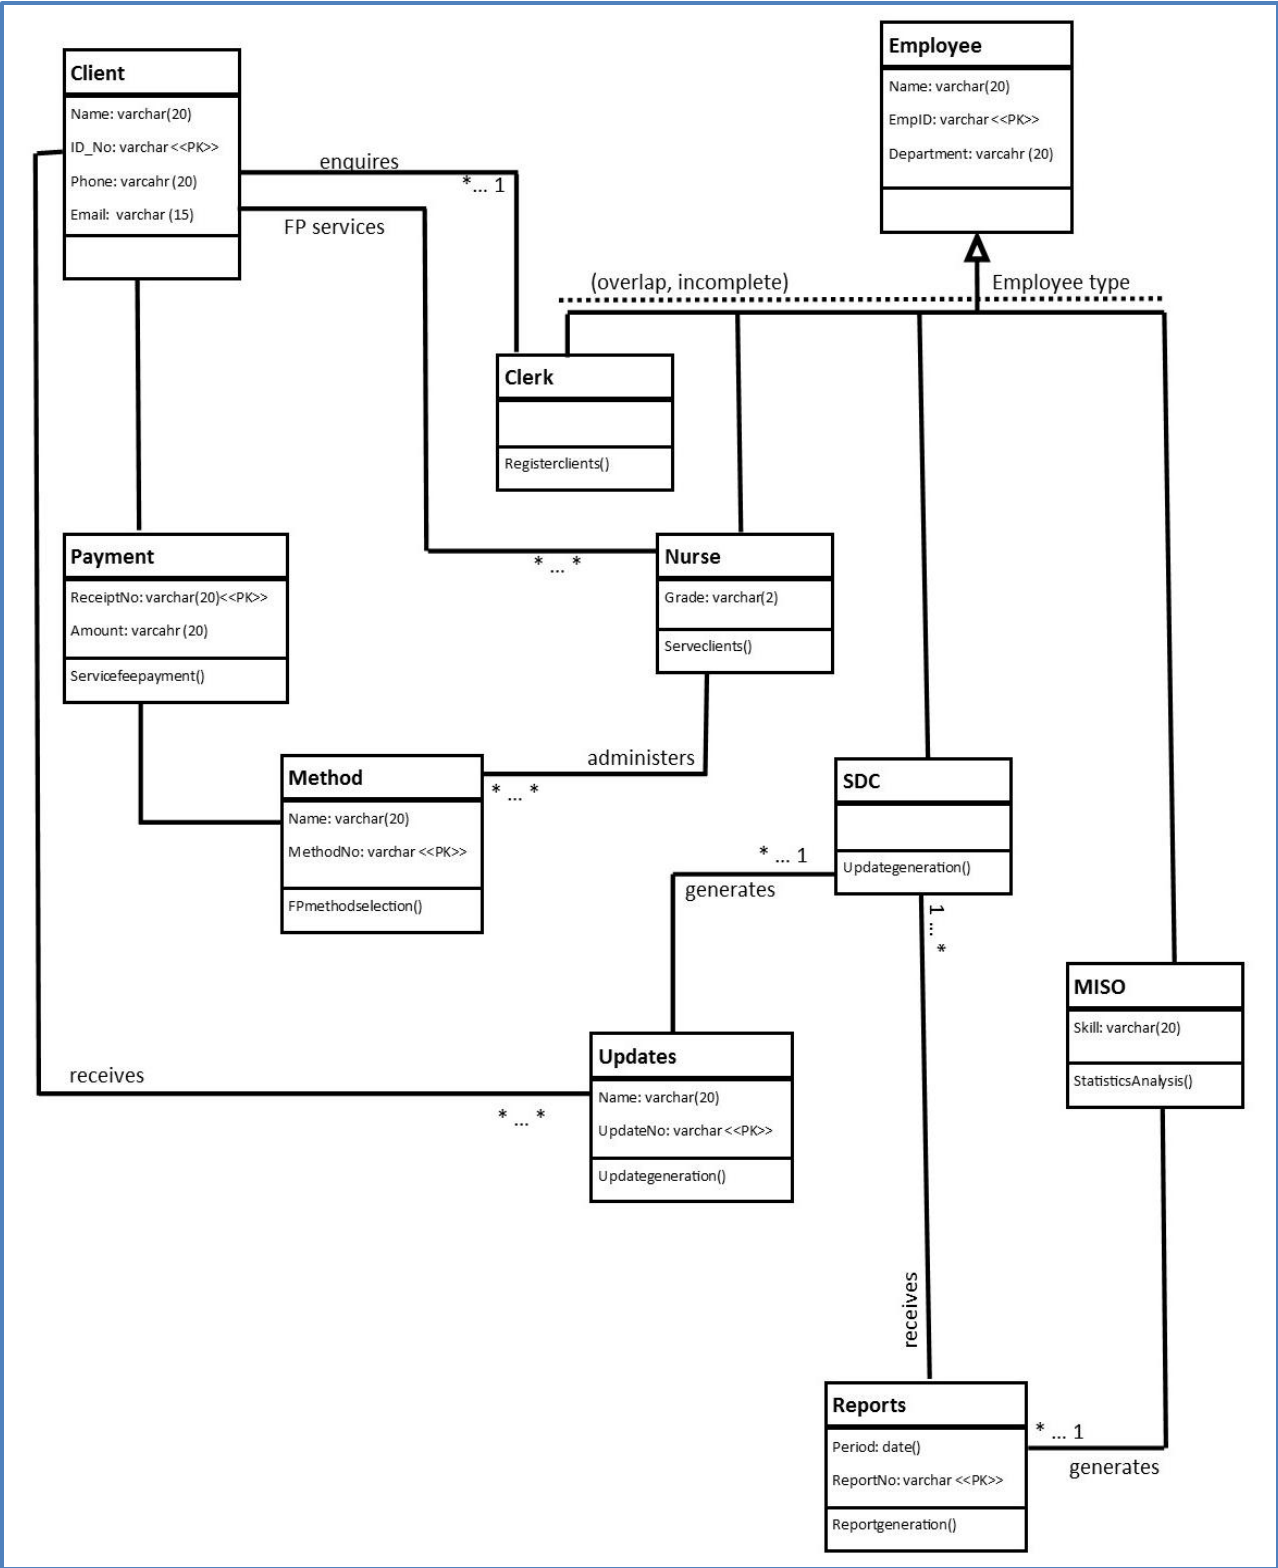 Client
Name: varchar(20)
ID_No: varchar <<PK>>
Phone: varcahr (20)
Email: varchar (15)
Employee
Name: varchar(20)
EmpID: varchar <<PK>>
Department: varcahr (20)
enquires
*... 1
FP services
(overlap, incomplete)
Employee type
Clerk
Registerclients()
Payment
ReceiptNo: varchar(20)<<PK>>
Amount: varcahr (20)
Servicefeepayment()
* ... *
Nurse
Grade: varchar(2)
Serveclients()
administers
* ... *
Method
Name: varchar(20)
MethodNo: varchar <<PK>>
FPmethodselection()
SDC
Updategeneration()
* ... 1
generates
1 ... *
MISO
Skill: varchar(20)
StatisticsAnalysis()
receives
* ... *
Updates
Name: varchar(20)
UpdateNo: varchar <<PK>>
Updategeneration()
receives
Reports
Period: date()
ReportNo: varchar <<PK>>
Reportgeneration()
* ... 1
generates